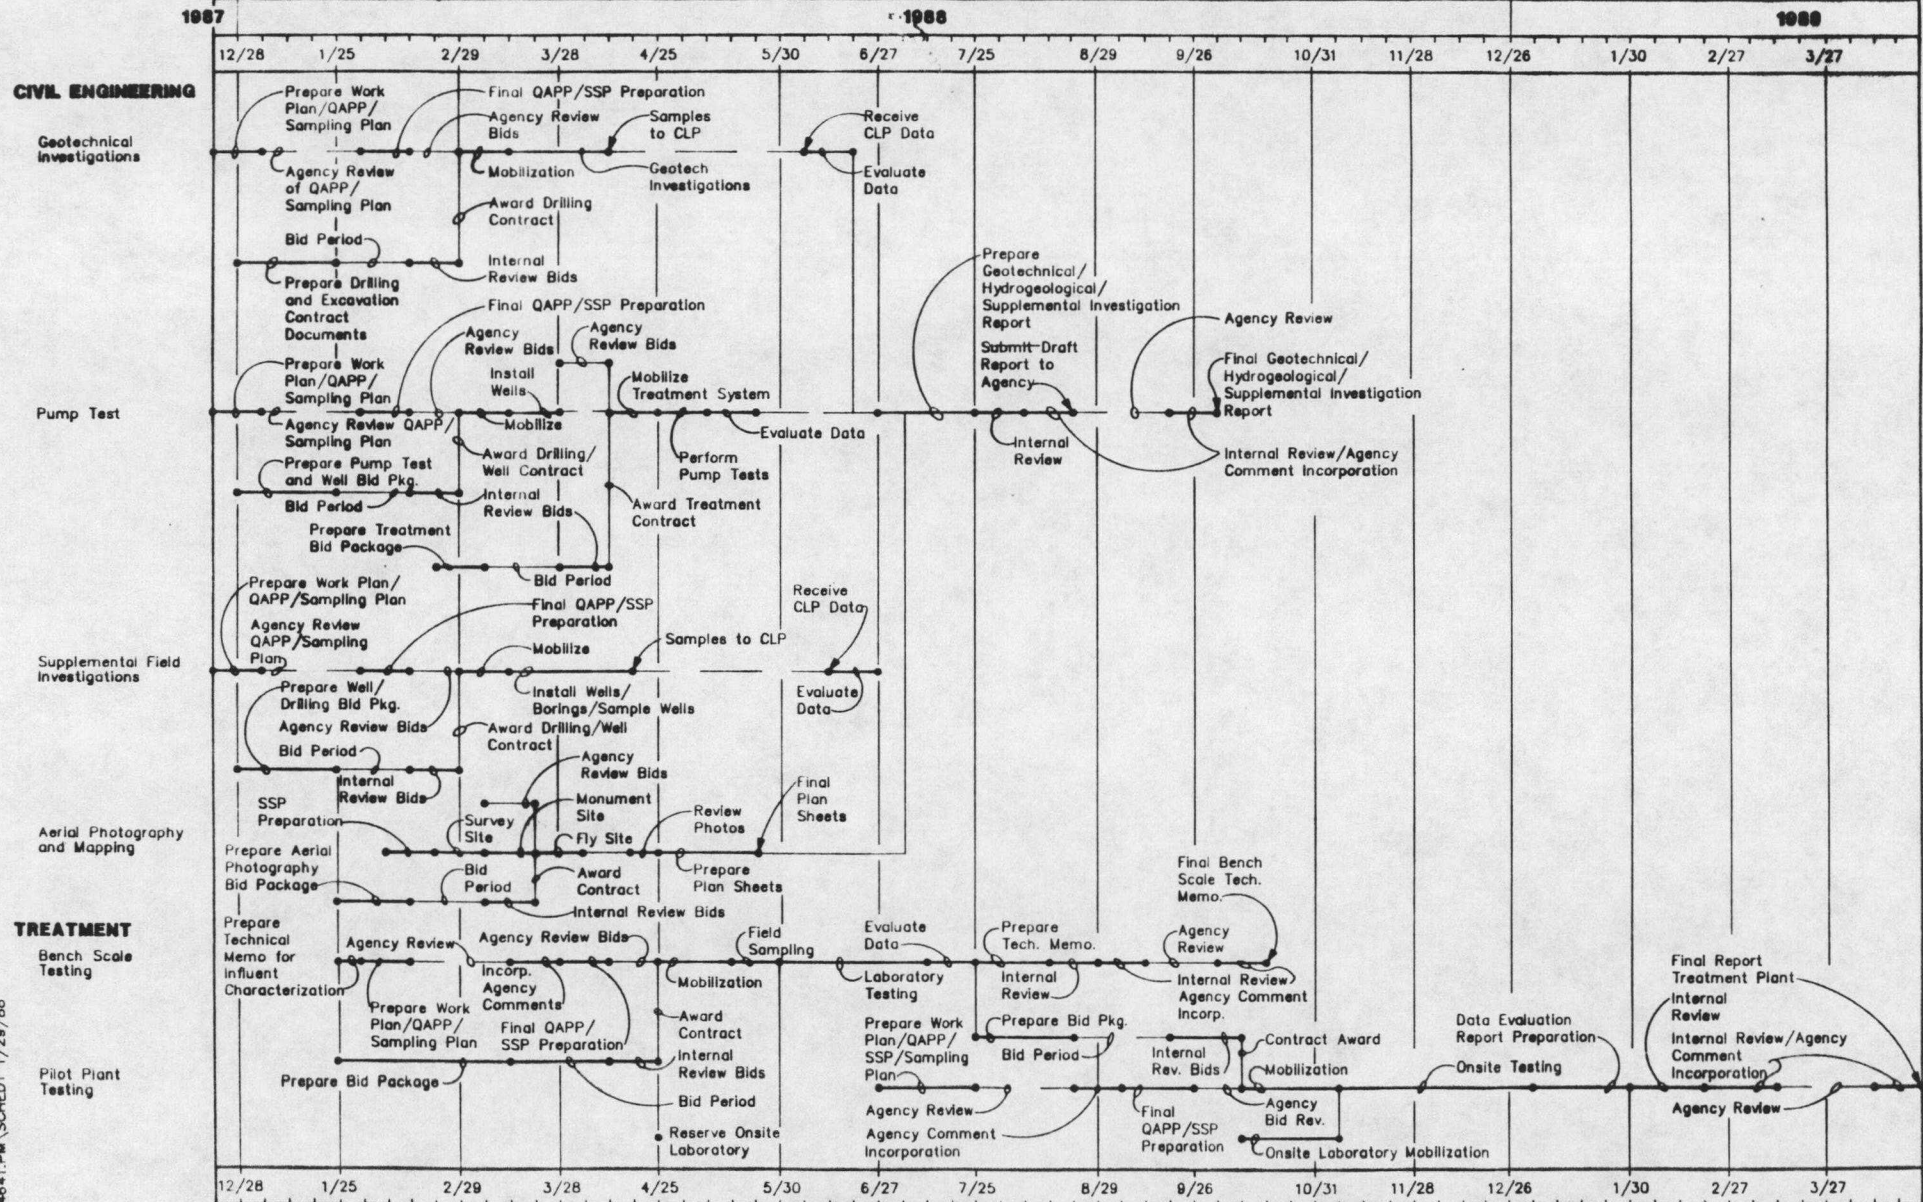 1987
1988
1989
12/28 1/25 2/29 3/28 4/25 5/30 6/27 7/25 8/29 9/26 10/31 11/28 12/26 1/30 2/27 3/27
CIVIL ENGINEERING
Geotechnical
Investigations
Prepare Work
Plan/QAPP/
Sampling Plan
Final QAPP/SSP Preparation
Agency Review
Bids
Samples
to CLP
Receive
CLP Data
Agency Review
of QAPP/
Sampling Plan
Mobilization
Geotech
Investigations
Evaluate
Data
Award Drilling
Contract
Bid Period
Internal
Review Bids
Prepare Drilling
and Excavation
Contract
Documents
Pump Test
Final QAPP/SSP Preparation
Agency
Review Bids
Agency
Review Bids
Prepare Work
Plan/QAPP/
Sampling Plan
Install
Wells
Mobilize
Treatment System
Agency Review QAPP/
Sampling Plan
Mobilize
Evaluate Data
Award Drilling/
Well Contract
Perform
Pump Tests
Prepare Pump Test
and Well Bid Pkg.
Bid Period
Internal
Review Bids
Award Treatment
Contract
Prepare Treatment
Bid Package
Bid Period
Prepare
Geotechnical/
Hydrogeological/
Supplemental Investigation
Report
Submit Draft
Report to
Agency
Internal
Review
Agency Review
Final Geotechnical/
Hydrogeological/
Supplemental Investigation
Report
Internal Review/Agency
Comment Incorporation
Supplemental Field
Investigations
Prepare Work Plan/
QAPP/Sampling Plan
Agency Review
QAPP/Sampling
Plan
Final QAPP/SSP
Preparation
Mobilize
Samples to CLP
Receive
CLP Data
Prepare Well/
Drilling Bid Pkg.
Agency Review Bids
Install Wells/
Borings/Sample Wells
Evaluate
Data
Award Drilling/Well
Contract
Bid Period
Internal
Review Bids
Aerial Photography
and Mapping
SSP
Preparation
Survey
Site
Agency
Review Bids
Monument
Site
Fly Site
Review
Photos
Final
Plan
Sheets
Prepare Aerial
Photography
Bid Package
Bid
Period
Award
Contract
Prepare
Plan Sheets
Internal Review Bids
TREATMENT
Bench Scale
Testing
Prepare
Technical
Memo for
Influent
Characterization
Agency Review
Agency Review Bids
Field
Sampling
Evaluate
Data
Prepare
Tech. Memo.
Agency
Review
Final Bench
Scale Tech.
Memo.
Incorp.
Agency
Comments
Mobilization
Laboratory
Testing
Internal
Review
Internal Review/
Agency Comment
Incorp.
Prepare Work
Plan/QAPP/
Sampling Plan
Final QAPP/
SSP Preparation
Award
Contract
Internal
Review Bids
Prepare Bid Package
Bid Period
Reserve Onsite
Laboratory
Pilot Plant
Testing
Prepare Work
Plan/QAPP/
SSP/Sampling
Plan
Prepare Bid Pkg.
Bid Period
Internal
Rev. Bids
Contract Award
Mobilization
Agency Review
Agency Comment
Incorporation
Final
QAPP/SSP
Preparation
Agency
Bid Rev.
Onsite Laboratory Mobilization
Onsite Testing
Data Evaluation
Report Preparation
Final Report
Treatment Plant
Internal
Review
Internal Review/Agency
Comment
Incorporation
Agency Review
12/28 1/25 2/29 3/28 4/25 5/30 6/27 7/25 8/29 9/26 10/31 11/28 12/26 1/30 2/27 3/27